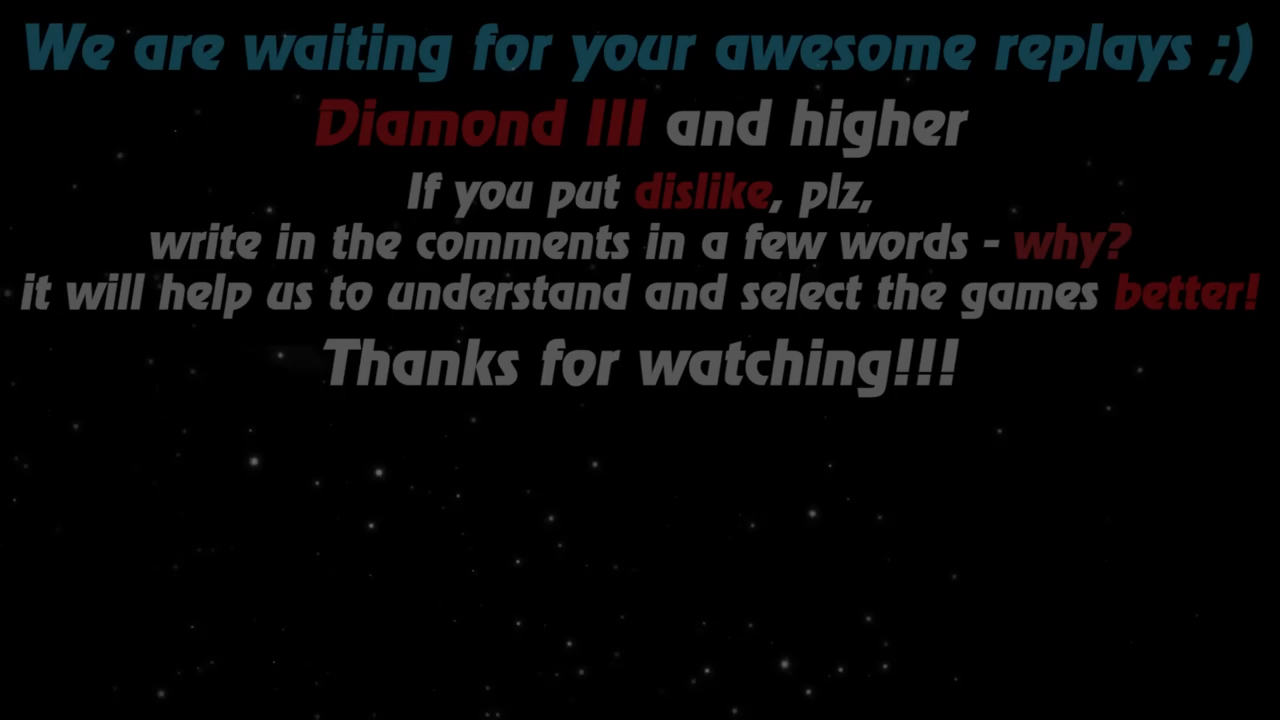 We are waiting for your awesome replays ;)
Diamond III and higher
If you put dislike, plz,
write in the comments in a few words - why?
it will help us to understand and select the games better!
Thanks for watching!!!